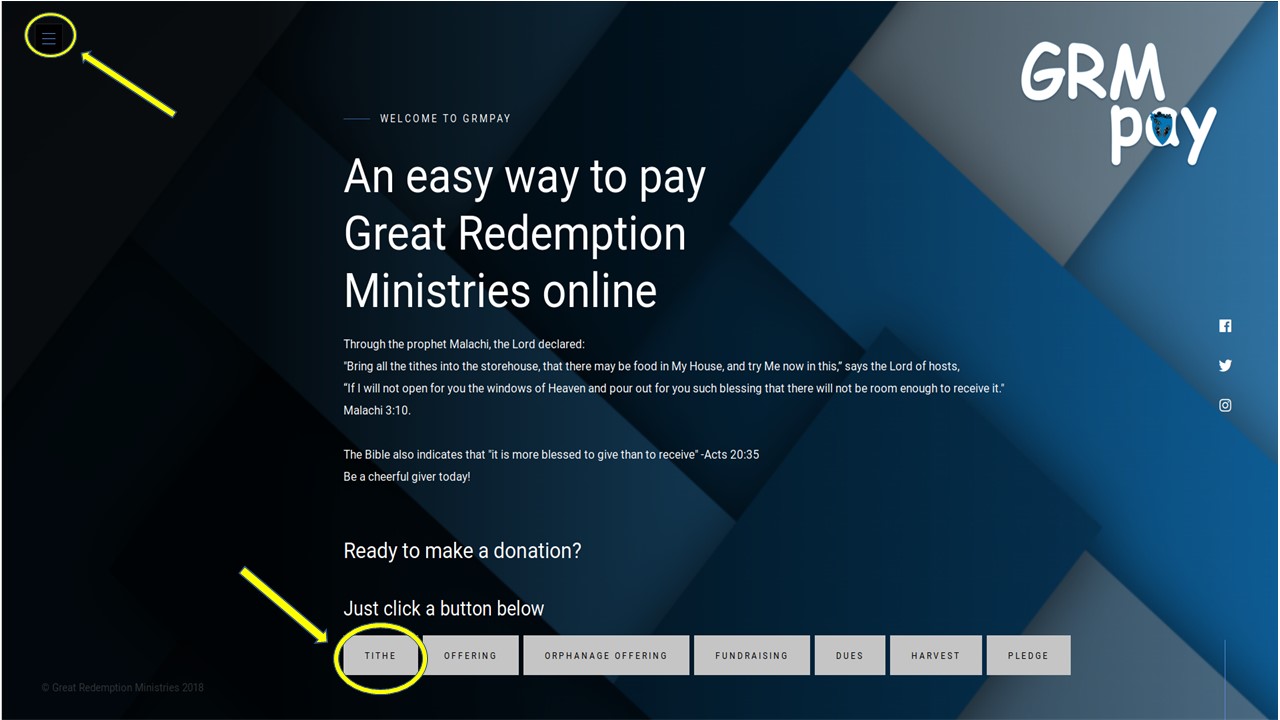 GRM
pay
WELCOME TO GRMPAY
An easy way to pay
Great Redemption
Ministries online
Through the prophet Malachi, the Lord declared:
"Bring all the tithes into the storehouse, that there may be food in My House, and try Me now in this," says the Lord of hosts,
“If I will not open for you the windows of Heaven and pour out for you such blessing that there will not be room enough to receive it."
Malachi 3:10.
The Bible also indicates that "it is more blessed to give than to receive" -Acts 20:35
Be a cheerful giver today!
Ready to make a donation?
Just click a button below
TITHE OFFERING ORPHANAGE OFFERING FUNDRAISING DUES HARVEST PLEDGE
© Great Redemption Ministries 2018